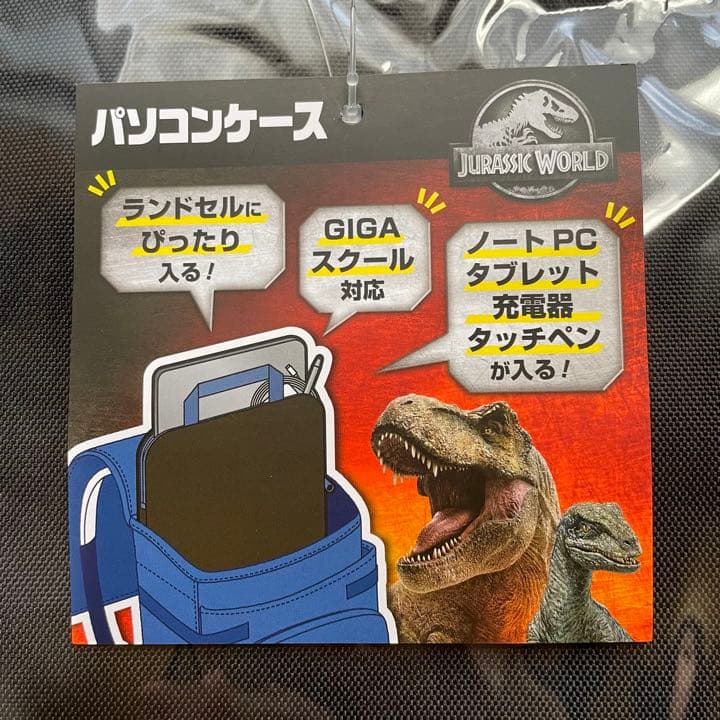 パソコンケース
JURASSIC WORLD
ランドセルに
ぴったり
入る!
GIGA
スクール
対応
ノートPC
タブレット
充電器
タッチペン
が入る!